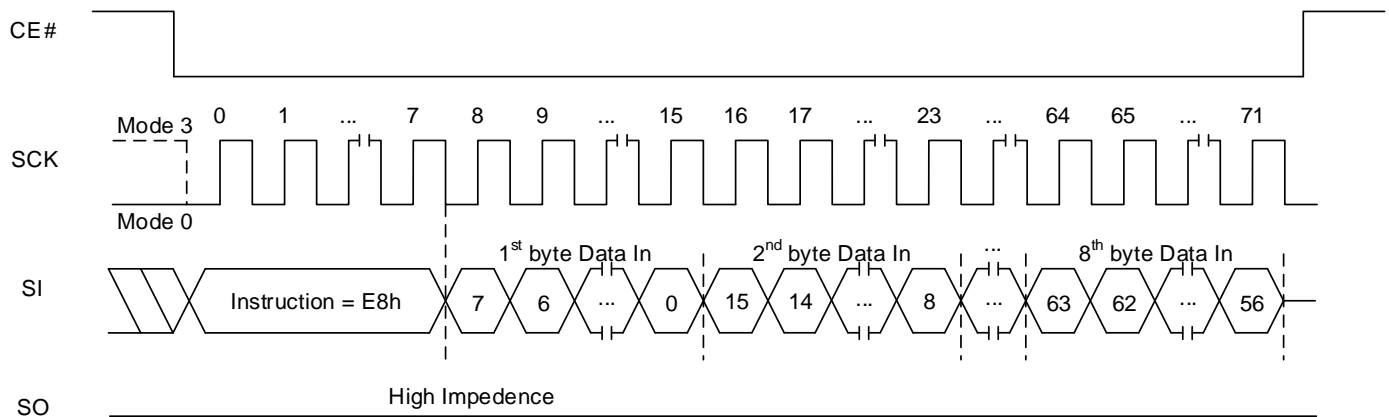 CE#
0 1 ... 7 8 9 ... 15 16 17 ... 23 ... 64 65 ... 71
Mode 3
SCK
Mode 0
1st byte Data In 2nd byte Data In ... 8th byte Data In
SI
Instruction = E8h 7 6 ... 0 15 14 ... 8 ... 63 62 ... 56
High Impedence
SO